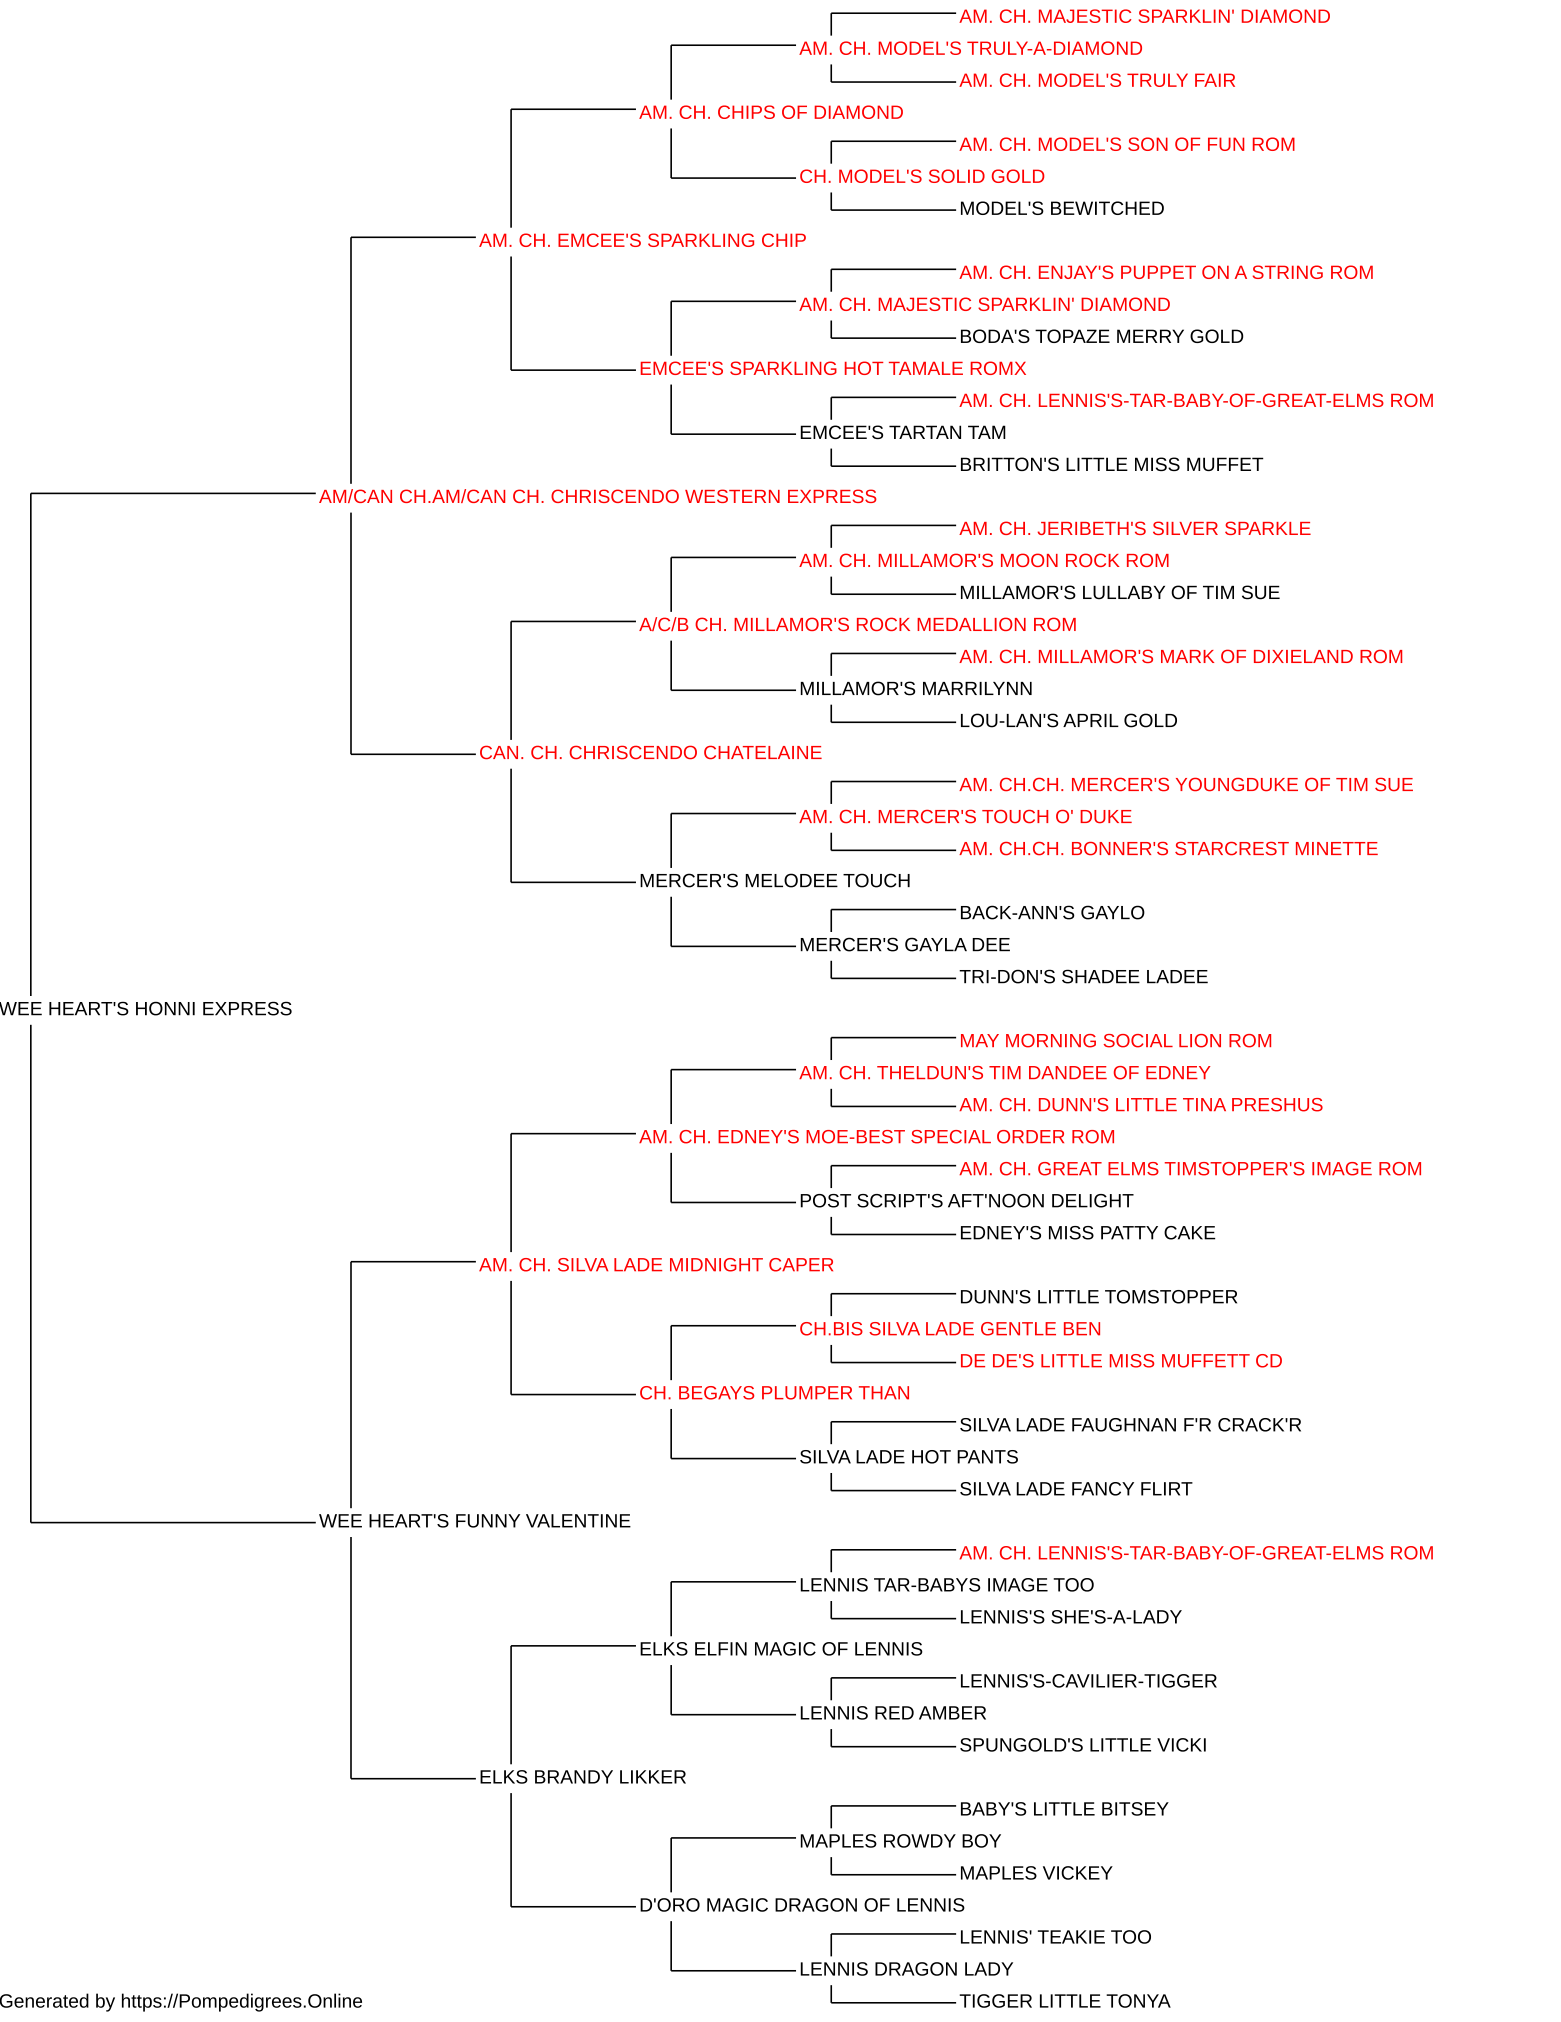 AM. CH. MAJESTIC SPARKLIN' DIAMOND
AM. CH. MODEL'S TRULY-A-DIAMOND
AM. CH. MODEL'S TRULY FAIR
AM. CH. CHIPS OF DIAMOND
AM. CH. MODEL'S SON OF FUN ROM
CH. MODEL'S SOLID GOLD
MODEL'S BEWITCHED
AM. CH. EMCEE'S SPARKLING CHIP
AM. CH. ENJAY'S PUPPET ON A STRING ROM
AM. CH. MAJESTIC SPARKLIN' DIAMOND
BODA'S TOPAZE MERRY GOLD
EMCEE'S SPARKLING HOT TAMALE ROMX
AM. CH. LENNIS'S-TAR-BABY-OF-GREAT-ELMS ROM
EMCEE'S TARTAN TAM
BRITTON'S LITTLE MISS MUFFET
AM/CAN CH.AM/CAN CH. CHRISCENDO WESTERN EXPRESS
AM. CH. JERIBETH'S SILVER SPARKLE
AM. CH. MILLAMOR'S MOON ROCK ROM
MILLAMOR'S LULLABY OF TIM SUE
A/C/B CH. MILLAMOR'S ROCK MEDALLION ROM
AM. CH. MILLAMOR'S MARK OF DIXIELAND ROM
MILLAMOR'S MARRILYNN
LOU-LAN'S APRIL GOLD
CAN. CH. CHRISCENDO CHATELAINE
AM. CH.CH. MERCER'S YOUNGDUKE OF TIM SUE
AM. CH. MERCER'S TOUCH O' DUKE
AM. CH.CH. BONNER'S STARCREST MINETTE
MERCER'S MELODEE TOUCH
BACK-ANN'S GAYLO
MERCER'S GAYLA DEE
TRI-DON'S SHADEE LADEE
WEE HEART'S HONNI EXPRESS
MAY MORNING SOCIAL LION ROM
AM. CH. THELDUN'S TIM DANDEE OF EDNEY
AM. CH. DUNN'S LITTLE TINA PRESHUS
AM. CH. EDNEY'S MOE-BEST SPECIAL ORDER ROM
AM. CH. GREAT ELMS TIMSTOPPER'S IMAGE ROM
POST SCRIPT'S AFT'NOON DELIGHT
EDNEY'S MISS PATTY CAKE
AM. CH. SILVA LADE MIDNIGHT CAPER
DUNN'S LITTLE TOMSTOPPER
CH.BIS SILVA LADE GENTLE BEN
DE DE'S LITTLE MISS MUFFETT CD
CH. BEGAYS PLUMPER THAN
SILVA LADE FAUGHNAN F'R CRACK'R
SILVA LADE HOT PANTS
SILVA LADE FANCY FLIRT
WEE HEART'S FUNNY VALENTINE
AM. CH. LENNIS'S-TAR-BABY-OF-GREAT-ELMS ROM
LENNIS TAR-BABYS IMAGE TOO
LENNIS'S SHE'S-A-LADY
ELKS ELFIN MAGIC OF LENNIS
LENNIS'S-CAVILIER-TIGGER
LENNIS RED AMBER
SPUNGOLD'S LITTLE VICKI
ELKS BRANDY LIKKER
BABY'S LITTLE BITSEY
MAPLES ROWDY BOY
MAPLES VICKEY
D'ORO MAGIC DRAGON OF LENNIS
LENNIS' TEAKIE TOO
LENNIS DRAGON LADY
TIGGER LITTLE TONYA
Generated by https://Pompedigrees.Online